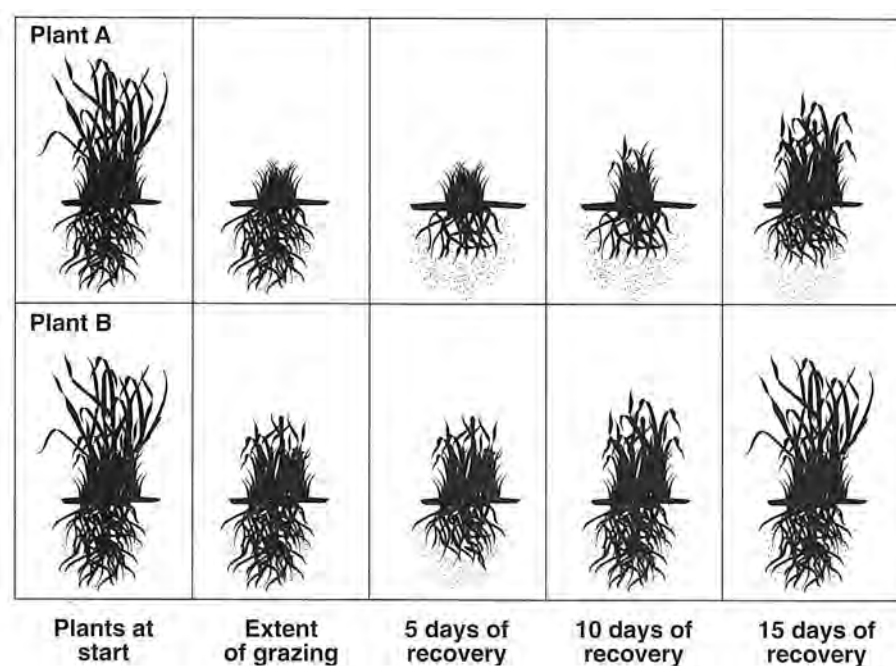 Plant A
Plant B
Plants at
start
Extent
of grazing
5 days of
recovery
10 days of
recovery
15 days of
recovery